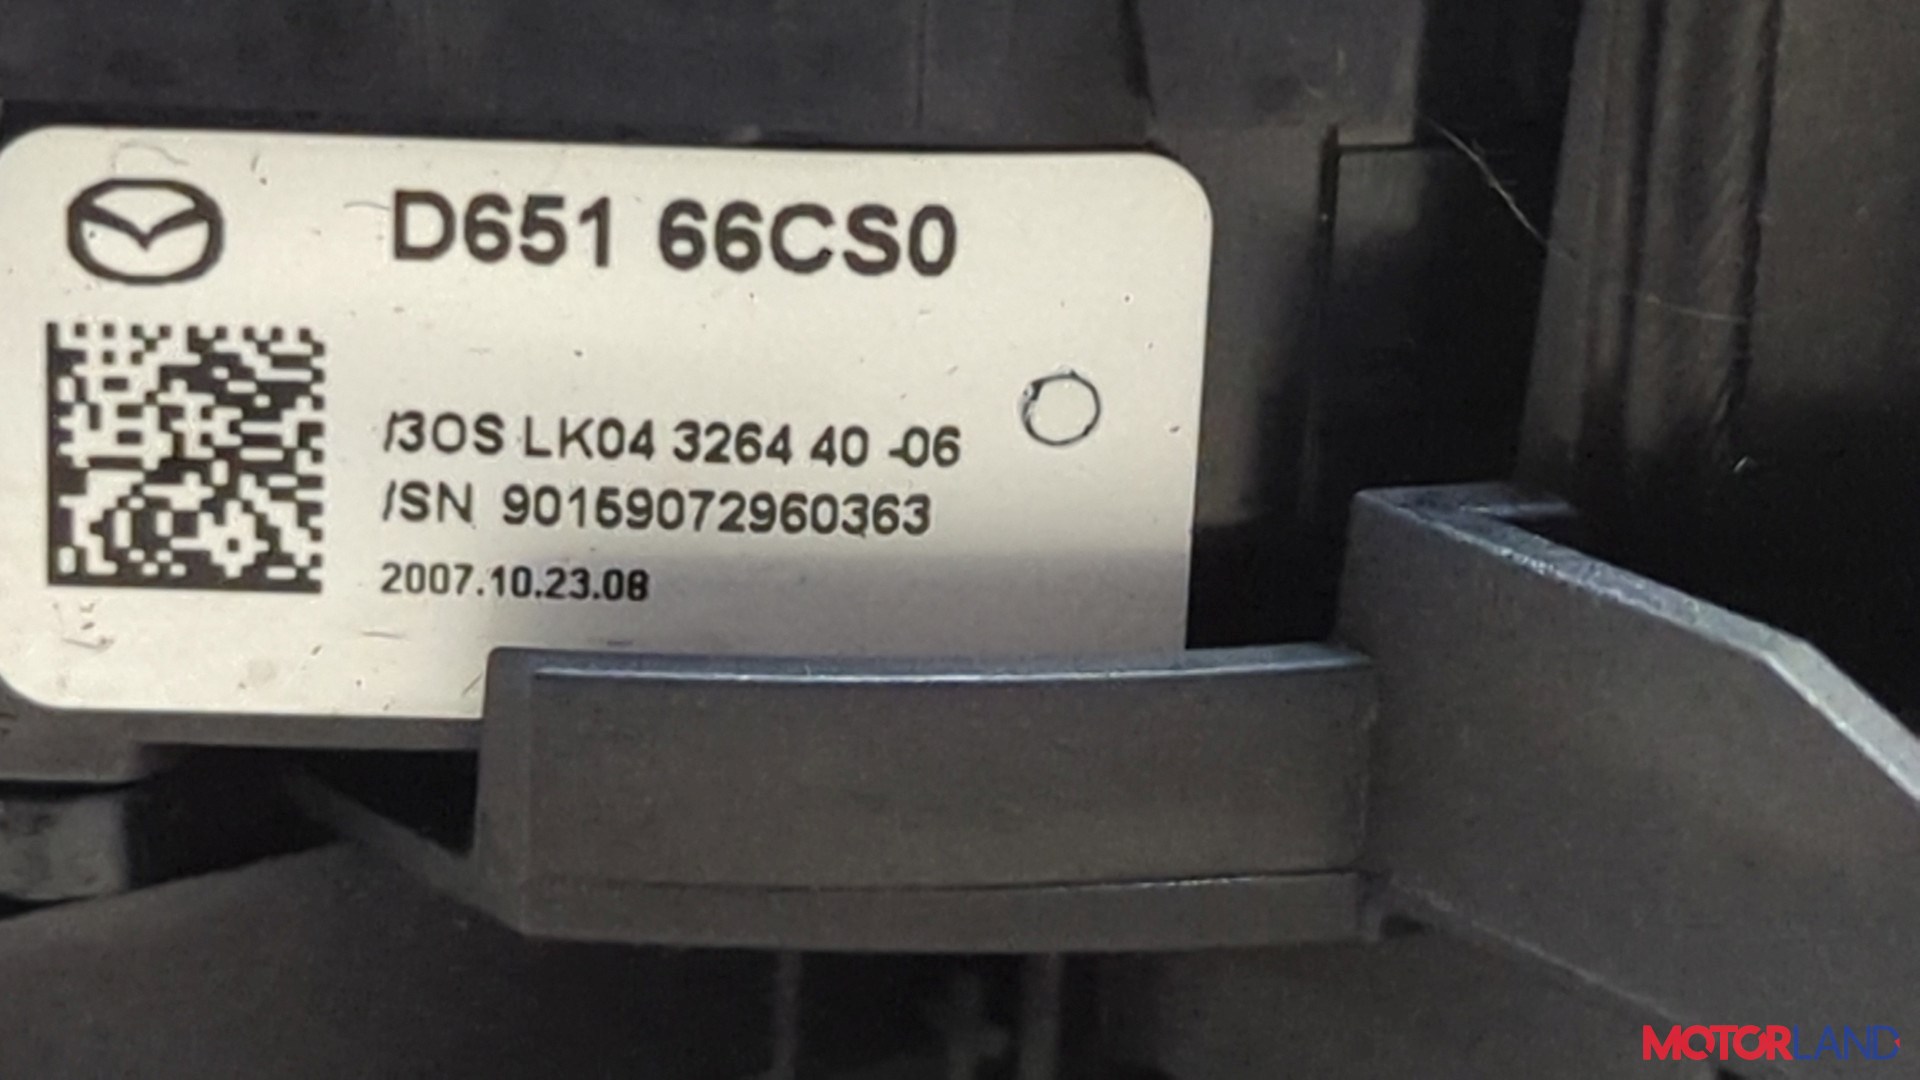 D651 66CS0
/3OS LK04 3264 40 -06
/SN 90159072960363
2007.10.23.08
MOTORLAND